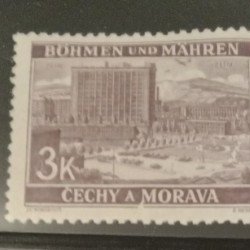 BÖHMEN UND MÄHREN
3K
ČECHY A MORAVA